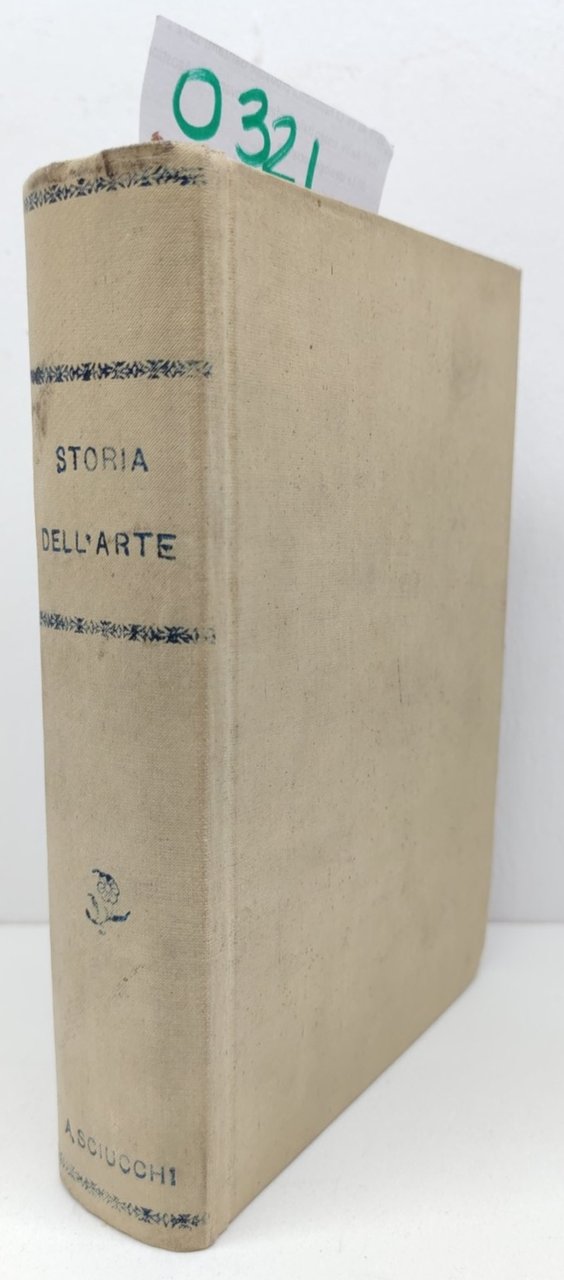 0321
STORIA
DELL'ARTE
A.SCIUCCHI